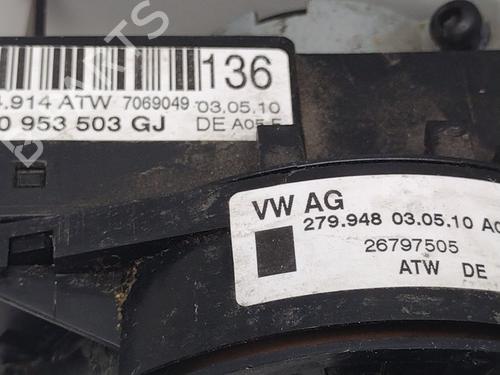 136
.914 ATW 7069049 03.05.10
0 953 503 GJ DE A05
VW AG
279.948 03.05.10
26797505
ATW DE
PARTS